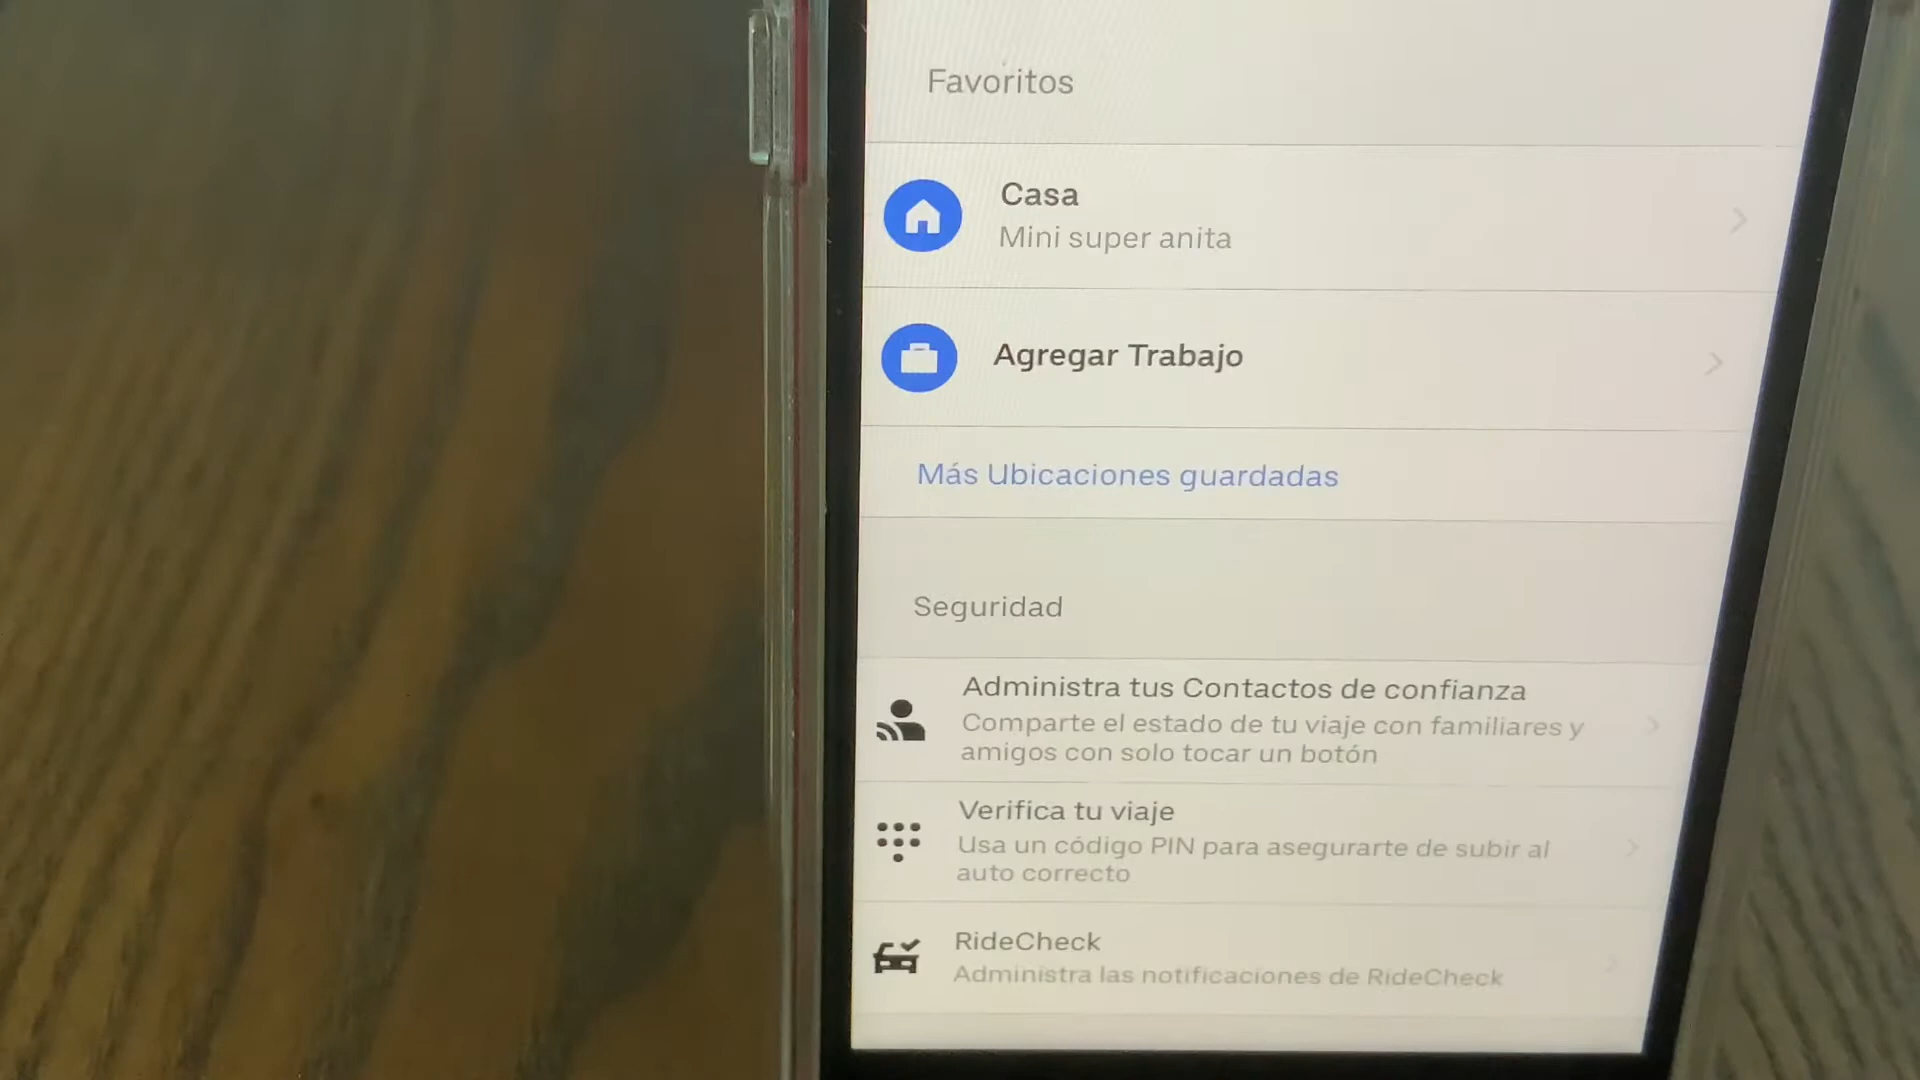 Favoritos
Casa
Mini super anita
Agregar Trabajo
Más Ubicaciones guardadas
Seguridad
Administra tus Contactos de confianza
Comparte el estado de tu viaje con familiares y
amigos con solo tocar un botón
Verifica tu viaje
Usa un código PIN para asegurarte de subir al
auto correcto
RideCheck
Administra las notificaciones de RideCheck